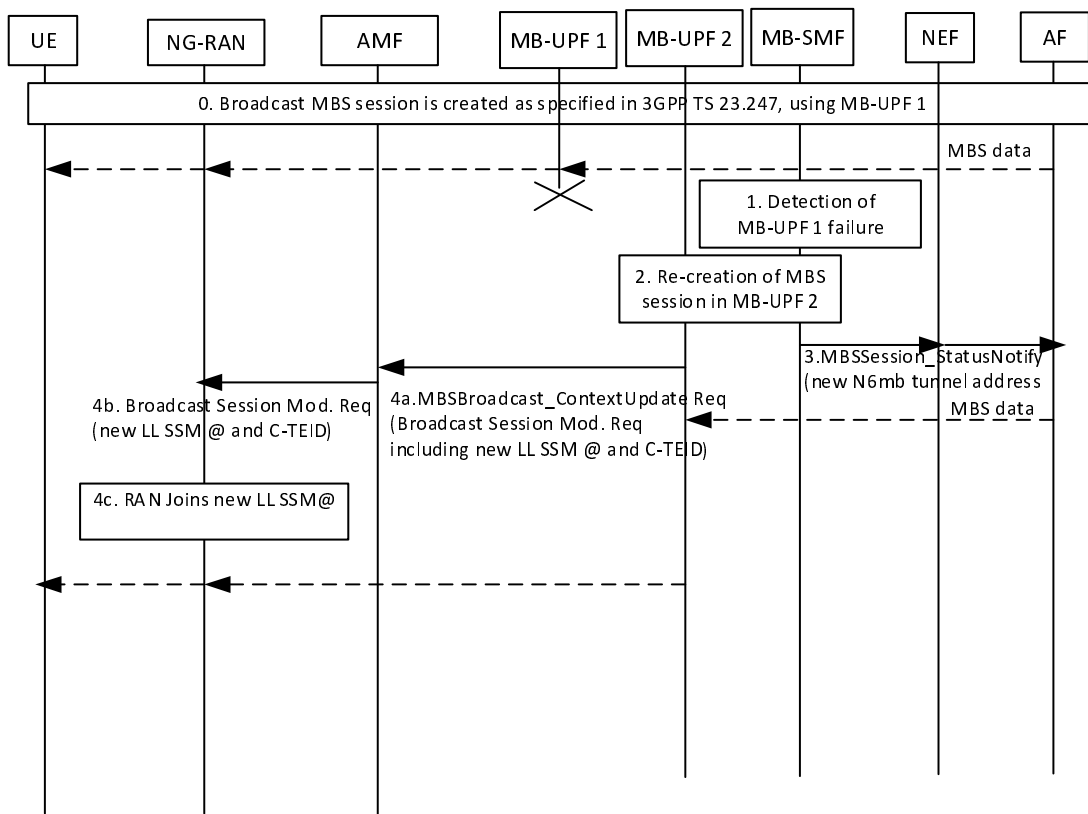 UE
NG-RAN
AMF
MB-UPF 1
MB-UPF 2
MB-SMF
NEF
AF
0. Broadcast MBS session is created as specified in 3GPP TS 23.247, using MB-UPF 1
MBS data
1. Detection of
MB-UPF 1 failure
2. Re-creation of MBS
session in MB-UPF 2
3.MBSSession_StatusNotify
(new N6mb tunnel address
4a.MBSBroadcast_ContextUpdate Req
(Broadcast Session Mod. Req
including new LL SSM @ and C-TEID)
MBS data
4b. Broadcast Session Mod. Req
(new LL SSM @ and C-TEID)
4c. RAN Joins new LL SSM@